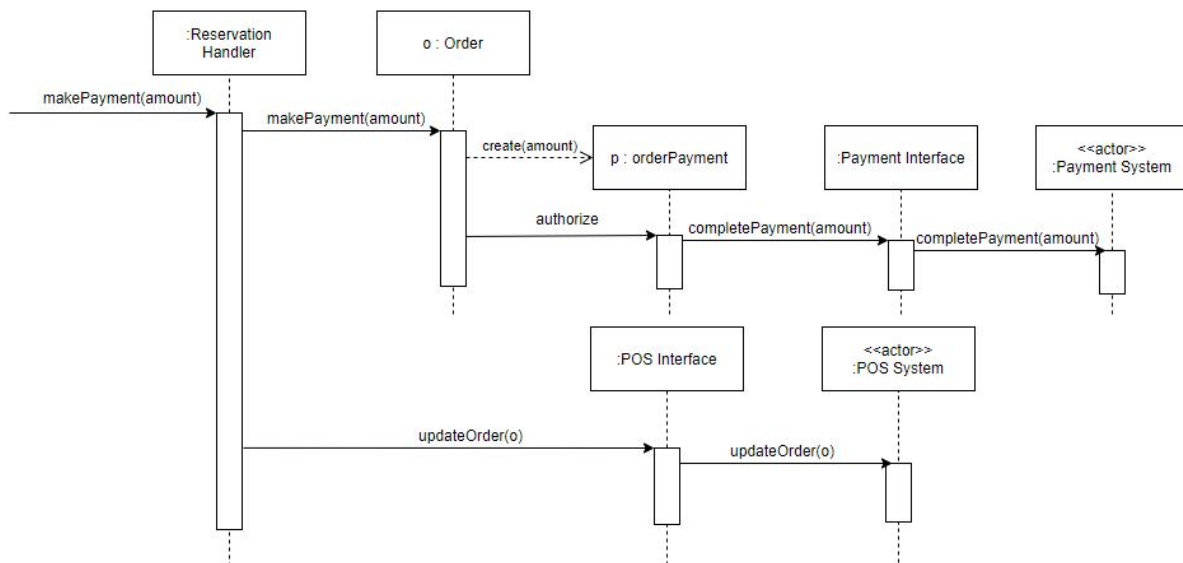 :Reservation
Handler
o : Order
makePayment(amount)
makePayment(amount)
create(amount)
p : orderPayment
:Payment Interface
<<actor>>
:Payment System
authorize
completePayment(amount)
completePayment(amount)
:POS Interface
<<actor>>
:POS System
updateOrder(o)
updateOrder(o)